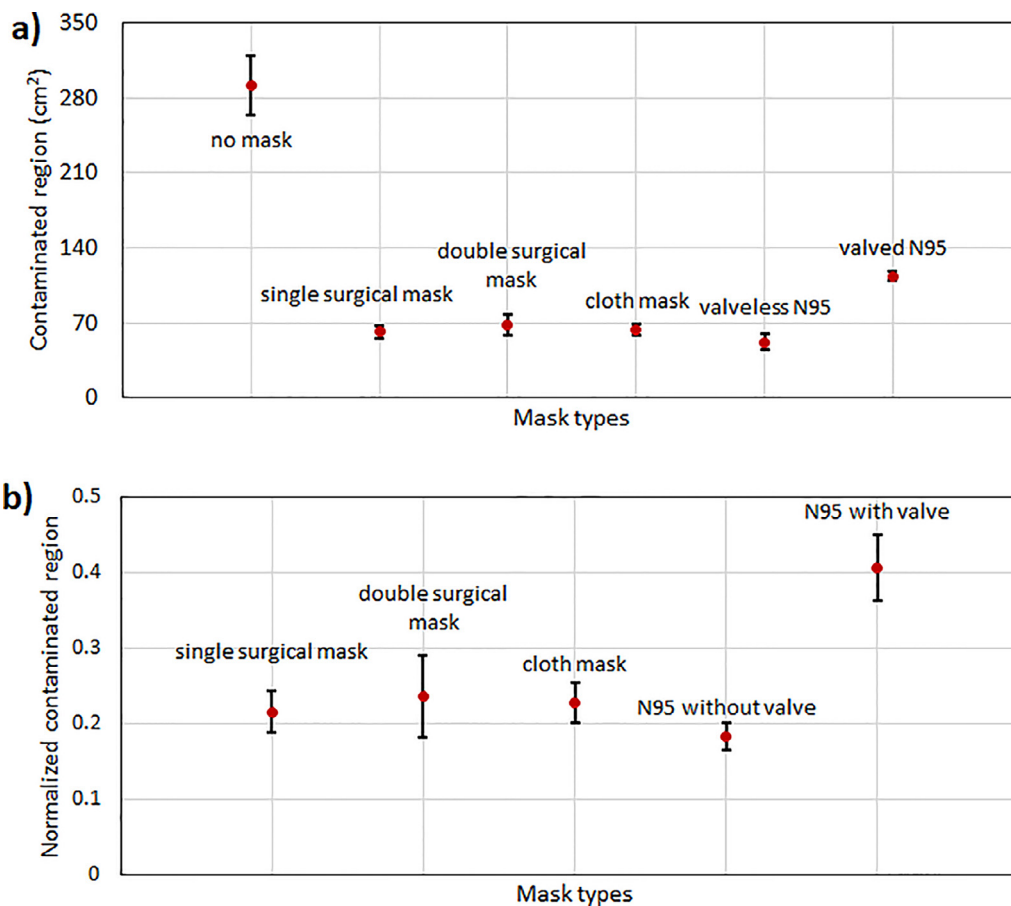 a)
Contaminated region (cm²)
350
280
210
140
70
0
no mask
single surgical mask
double surgical
mask
cloth mask
valveless N95
valved N95
Mask types
b)
Normalized contaminated region
0.5
0.4
0.3
0.2
0.1
0
single surgical mask
double surgical
mask
cloth mask
N95 without valve
N95 with valve
Mask types